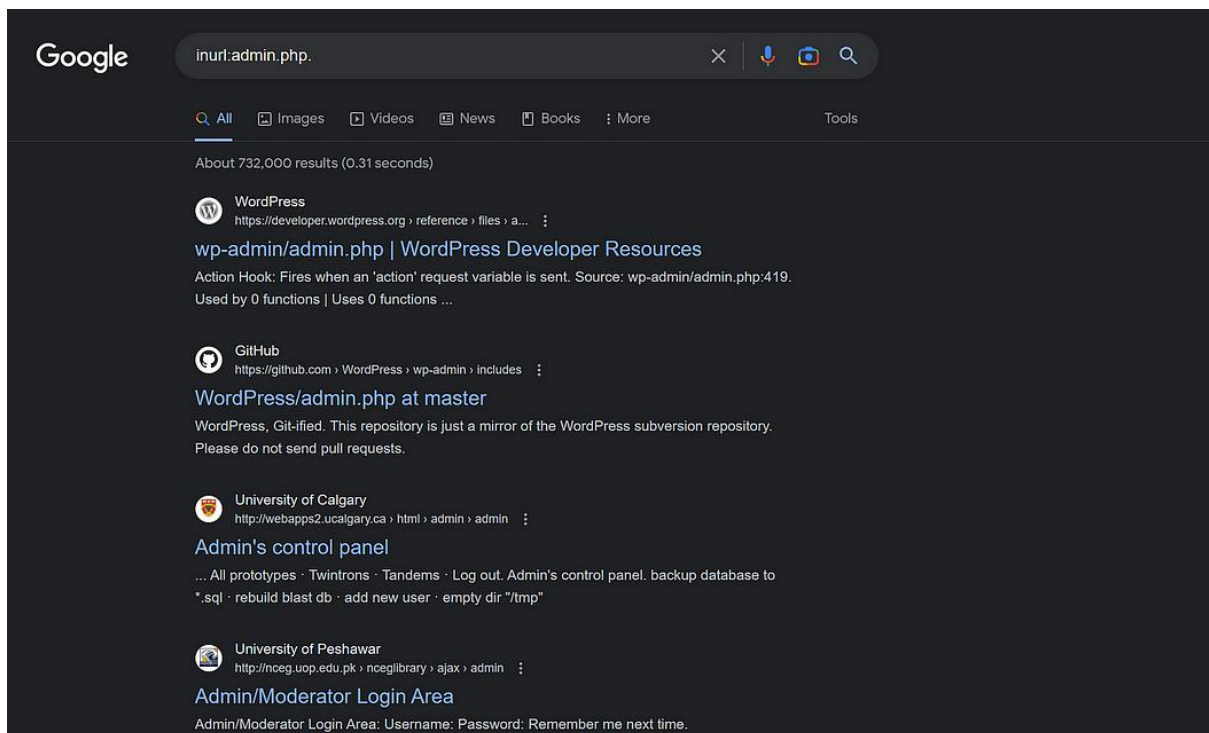 Google
inurl:admin.php.
All Images Videos News Books More Tools
About 732,000 results (0.31 seconds)
WordPress
https://developer.wordpress.org › reference › files › a...
wp-admin/admin.php | WordPress Developer Resources
Action Hook: Fires when an 'action' request variable is sent. Source: wp-admin/admin.php:419.
Used by 0 functions | Uses 0 functions ...
GitHub
https://github.com › WordPress › wp-admin › includes
WordPress/admin.php at master
WordPress, Git-ified. This repository is just a mirror of the WordPress subversion repository.
Please do not send pull requests.
University of Calgary
http://webapps2.ucalgary.ca › html › admin › admin
Admin's control panel
... All prototypes · Twintrons · Tandems · Log out. Admin's control panel. backup database to
*.sql · rebuild blast db · add new user · empty dir "/tmp"
University of Peshawar
http://nceg.uop.edu.pk › nceglibrary › ajax › admin
Admin/Moderator Login Area
Admin/Moderator Login Area: Username: Password: Remember me next time.